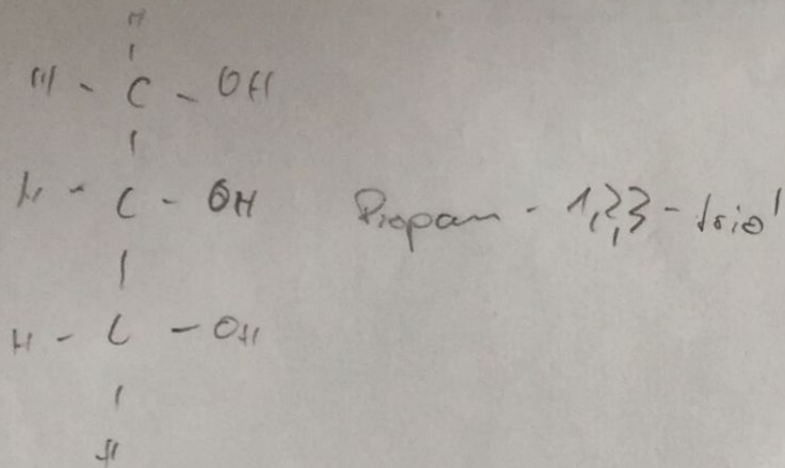 H
H - C - OH
H - C - OH Propan - 1,2,3 - triol
H - C - OH
H